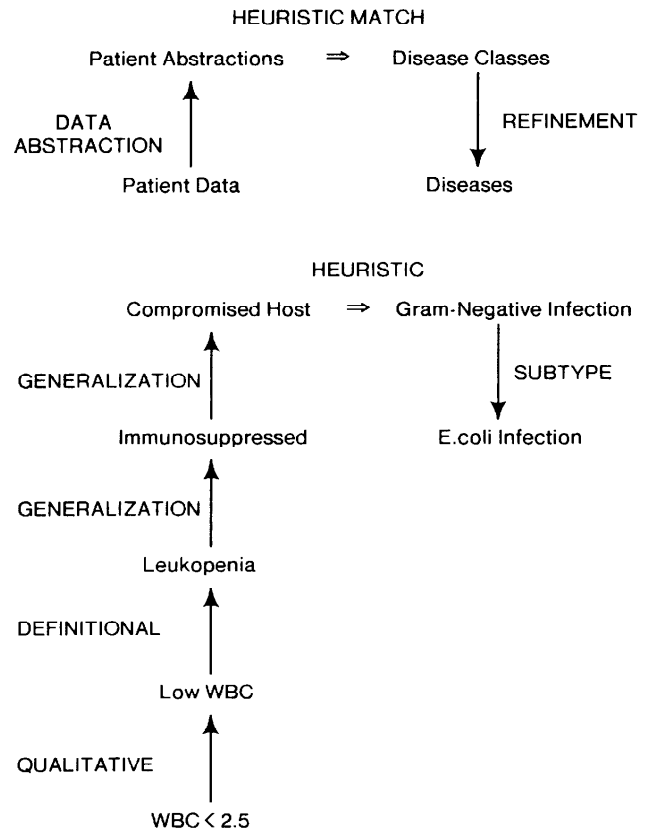 HEURISTIC MATCH
Patient Abstractions ⇒ Disease Classes
DATA
ABSTRACTION
REFINEMENT
Patient Data
Diseases
HEURISTIC
Compromised Host ⇒ Gram-Negative Infection
GENERALIZATION
SUBTYPE
Immunosuppressed
E.coli Infection
GENERALIZATION
Leukopenia
DEFINITIONAL
Low WBC
QUALITATIVE
WBC < 2.5